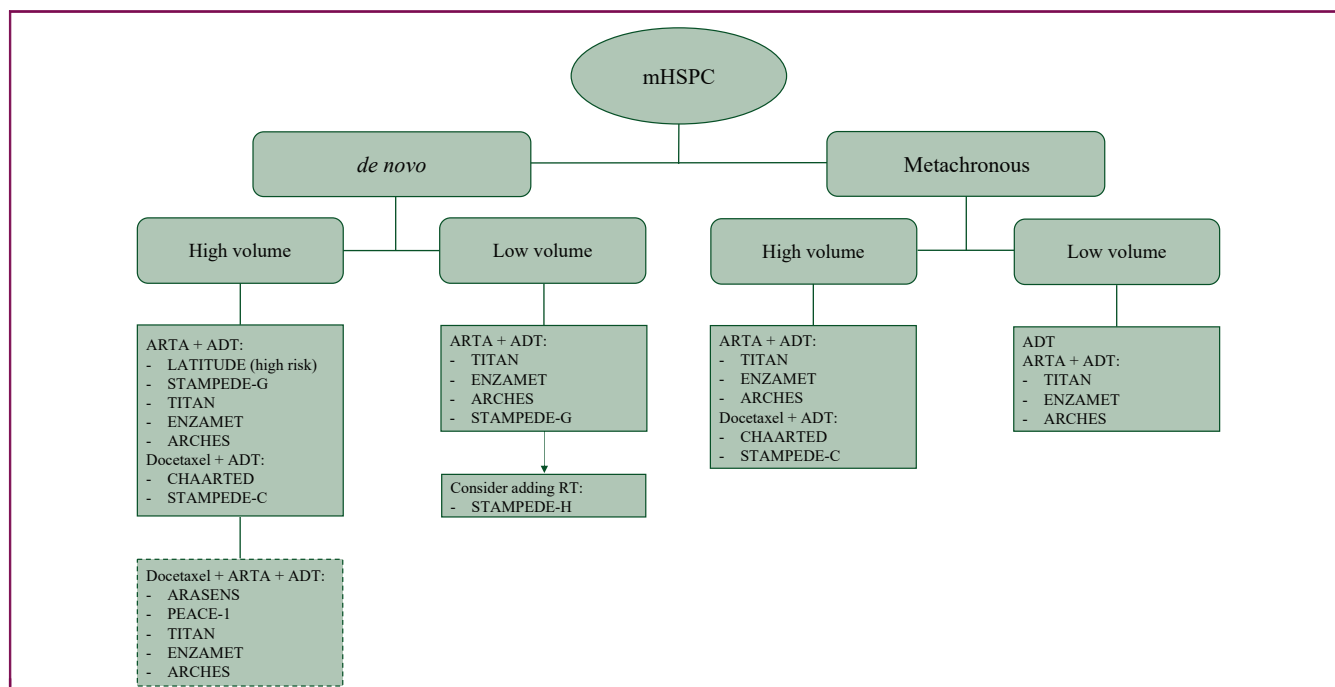 mHSPC
de novo
Metachronous
High volume
Low volume
High volume
Low volume
ARTA + ADT:
- LATITUDE (high risk)
- STAMPEDE-G
- TITAN
- ENZAMET
- ARCHES
Docetaxel + ADT:
- CHAARTED
- STAMPEDE-C
ARTA + ADT:
- TITAN
- ENZAMET
- ARCHES
- STAMPEDE-G
ARTA + ADT:
- TITAN
- ENZAMET
- ARCHES
Docetaxel + ADT:
- CHAARTED
- STAMPEDE-C
ADT
ARTA + ADT:
- TITAN
- ENZAMET
- ARCHES
Consider adding RT:
- STAMPEDE-H
Docetaxel + ARTA + ADT:
- ARASENS
- PEACE-1
- TITAN
- ENZAMET
- ARCHES